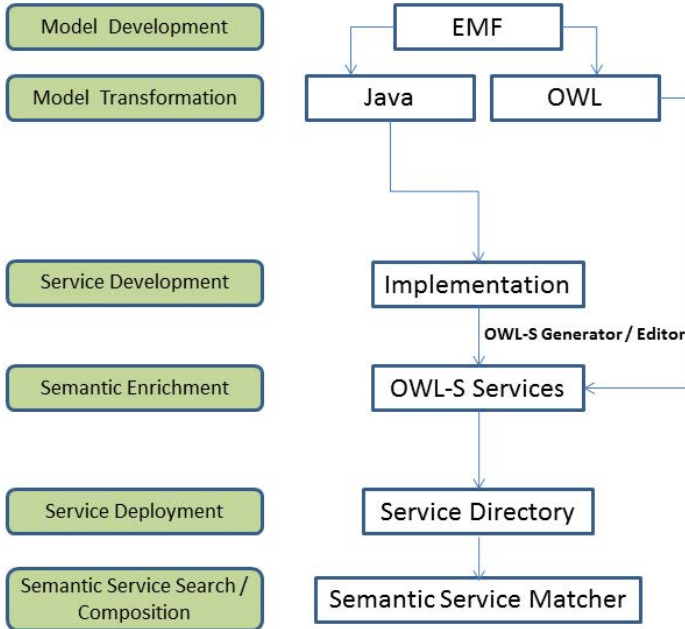 Model Development
EMF
Model Transformation
Java
OWL
Service Development
Implementation
OWL-S Generator / Editor
Semantic Enrichment
OWL-S Services
Service Deployment
Service Directory
Semantic Service Search /
Composition
Semantic Service Matcher